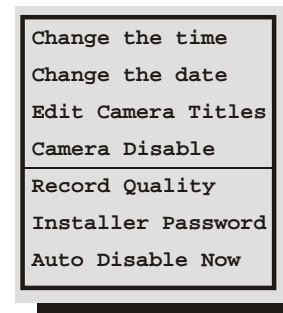 Change the time
Change the date
Edit Camera Titles
Camera Disable
Record Quality
Installer Password
Auto Disable Now